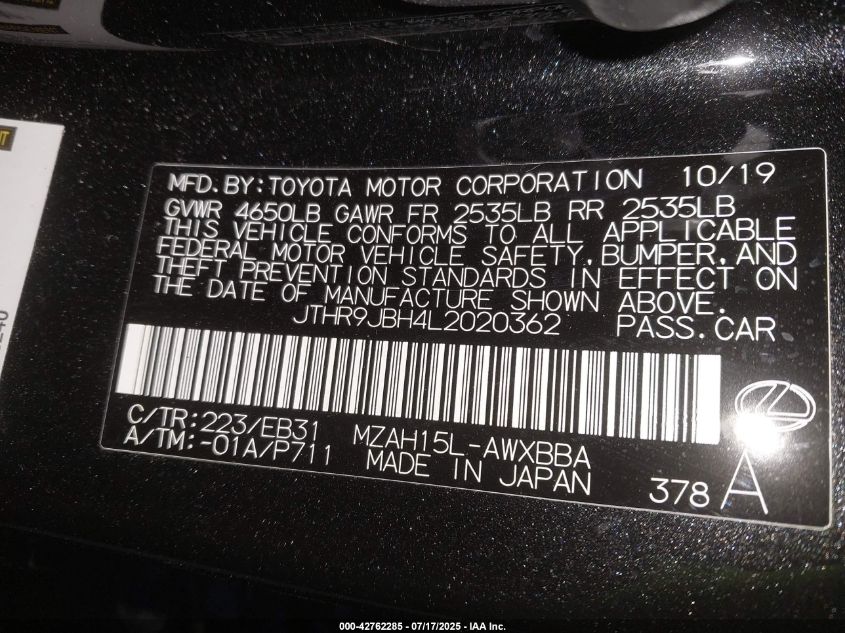 MFD.BY:TOYOTA MOTOR CORPORATION 10/19
GVWR 4650LB GAWR FR 2535LB RR 2535LB
THIS VEHICLE CONFORMS TO ALL APPLICABLE
FEDERAL MOTOR VEHICLE SAFETY, BUMPER, AND
THEFT PREVENTION STANDARDS IN EFFECT ON
THE DATE OF MANUFACTURE SHOWN ABOVE.
JTHR9JBH4L2020362 PASS.CAR
C/TR:223/EB31 MZAH15L-AWXBBA
A/TM:-01A/P711 MADE IN JAPAN
378 A
000-42762285 - 07/17/2025 - IAA Inc.